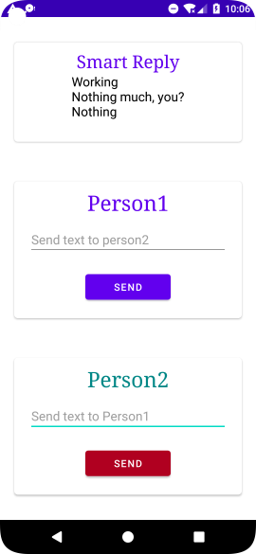 10:06
Smart Reply
Working
Nothing much, you?
Nothing
Person1
Send text to person2
SEND
Person2
Send text to Person1
SEND